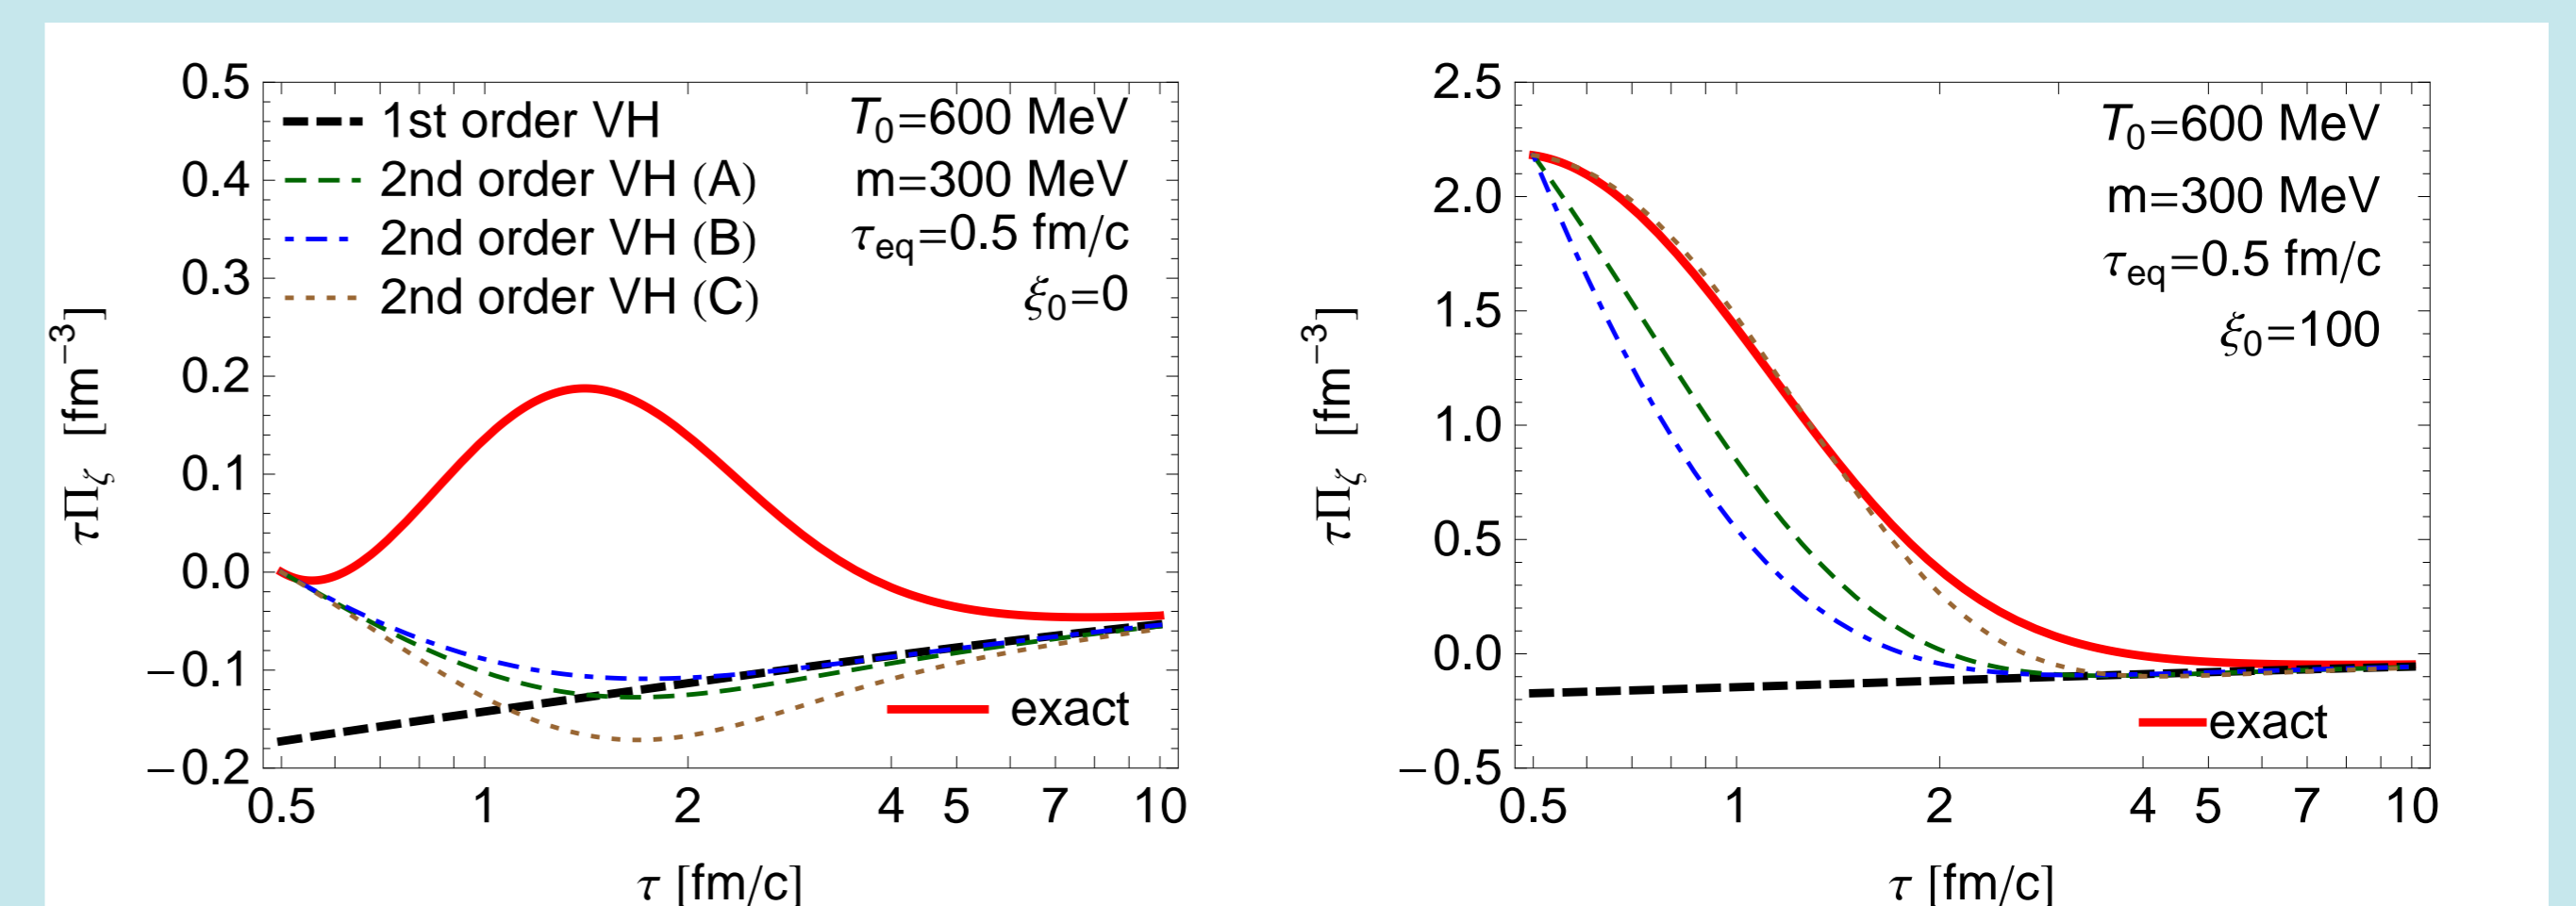 0.5
0.4
0.3
0.2
0.1
0.0
−0.1
−0.2
τΠζ [fm−3]
1st order VH
2nd order VH (A)
2nd order VH (B)
2nd order VH (C)
T0=600 MeV
m=300 MeV
τeq=0.5 fm/c
ξ0=0
exact
0.5 1 2 4 5 7 10
τ [fm/c]
2.5
2.0
1.5
1.0
0.5
0.0
−0.5
τΠζ [fm−3]
T0=600 MeV
m=300 MeV
τeq=0.5 fm/c
ξ0=100
exact
0.5 1 2 4 5 7 10
τ [fm/c]